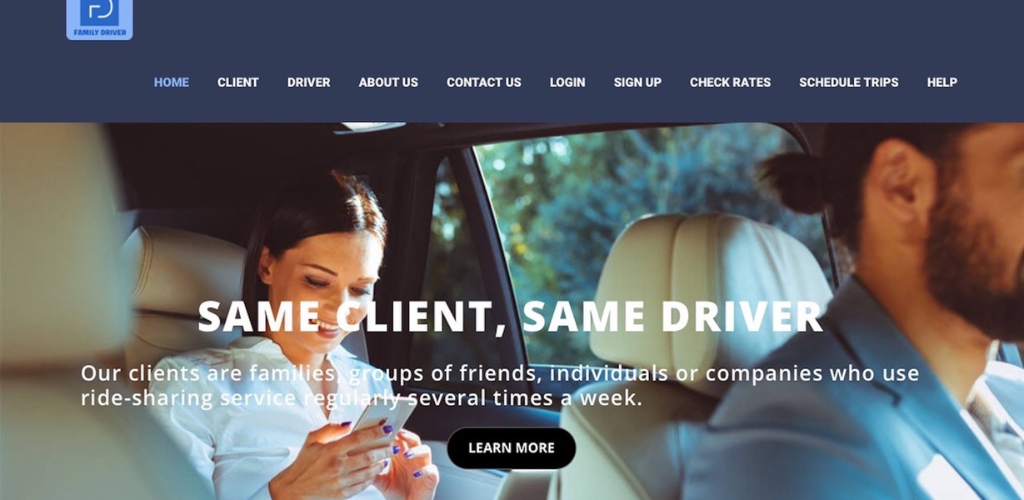 FAMILY DRIVER
HOME CLIENT DRIVER ABOUT US CONTACT US LOGIN SIGN UP CHECK RATES SCHEDULE TRIPS HELP
SAME CLIENT, SAME DRIVER
Our clients are families, groups of friends, individuals or companies who use
ride-sharing service regularly several times a week.
LEARN MORE